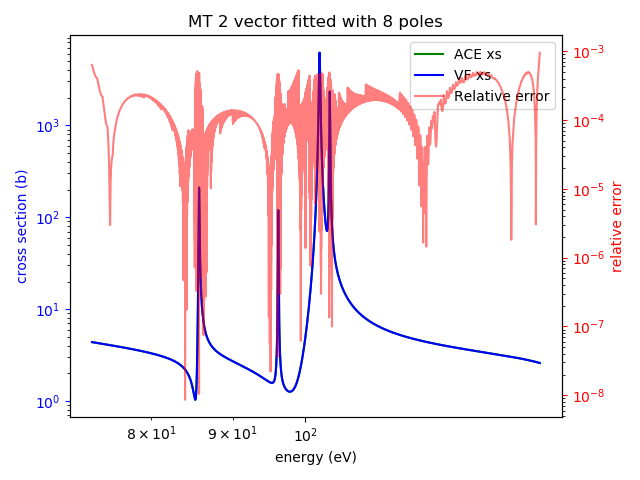 MT 2 vector fitted with 8 poles
ACE xs
VF xs
Relative error
cross section (b)
10³
10²
10¹
10⁰
10⁻³
10⁻⁴
10⁻⁵
10⁻⁶
10⁻⁷
10⁻⁸
relative error
8 × 10¹
9 × 10¹
10²
energy (eV)